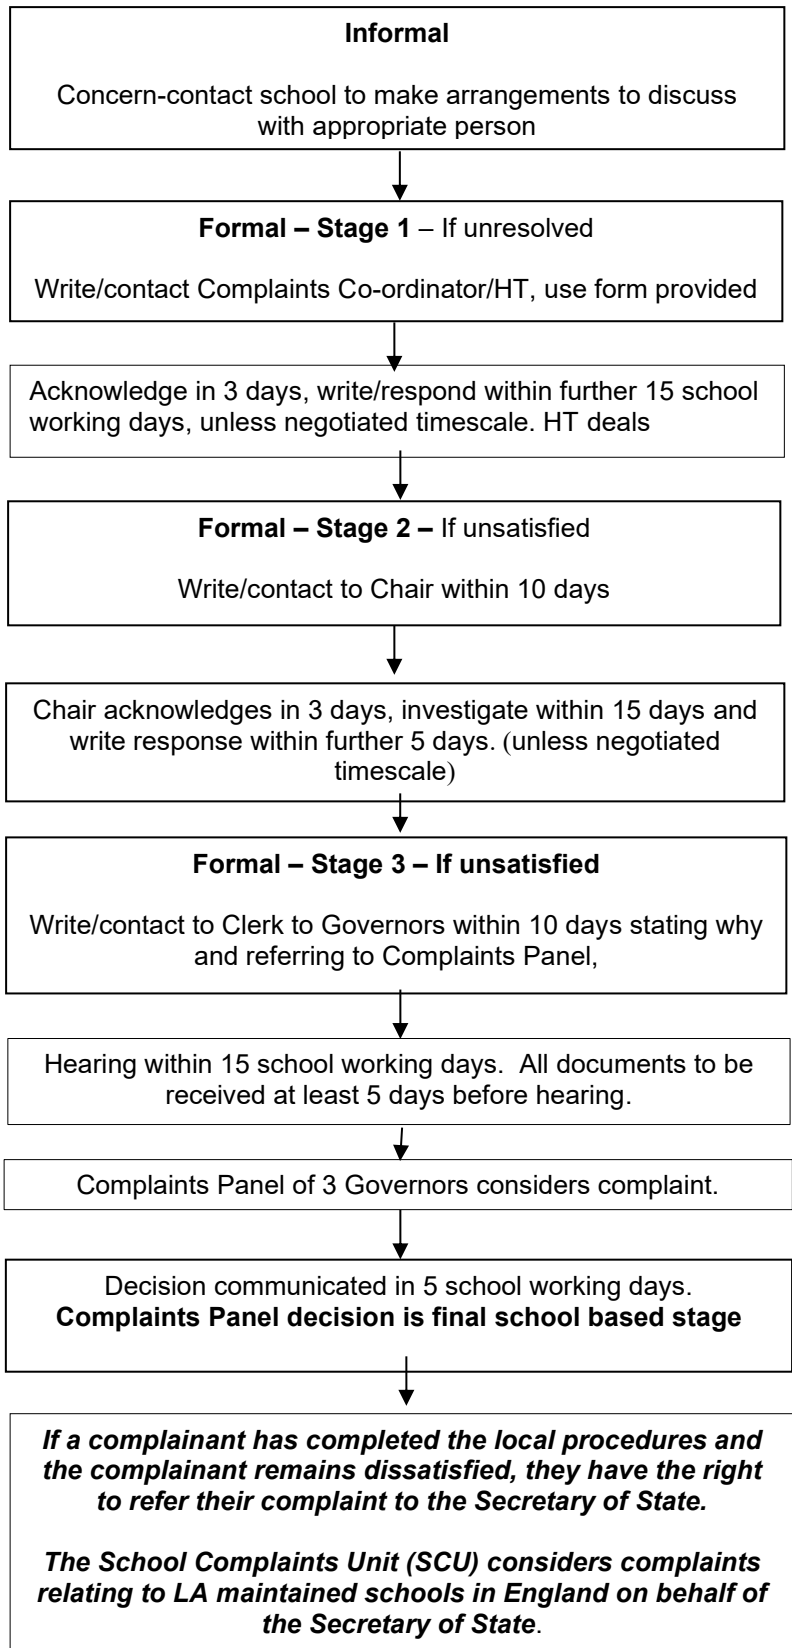 Informal
Concern-contact school to make arrangements to discuss
with appropriate person
Formal – Stage 1 – If unresolved
Write/contact Complaints Co-ordinator/HT, use form provided
Acknowledge in 3 days, write/respond within further 15 school
working days, unless negotiated timescale. HT deals
Formal – Stage 2 – If unsatisfied
Write/contact to Chair within 10 days
Chair acknowledges in 3 days, investigate within 15 days and
write response within further 5 days. (unless negotiated
timescale)
Formal – Stage 3 – If unsatisfied
Write/contact to Clerk to Governors within 10 days stating why
and referring to Complaints Panel,
Hearing within 15 school working days.  All documents to be
received at least 5 days before hearing.
Complaints Panel of 3 Governors considers complaint.
Decision communicated in 5 school working days.
Complaints Panel decision is final school based stage
If a complainant has completed the local procedures and
the complainant remains dissatisfied, they have the right
to refer their complaint to the Secretary of State.
The School Complaints Unit (SCU) considers complaints
relating to LA maintained schools in England on behalf of
the Secretary of State.